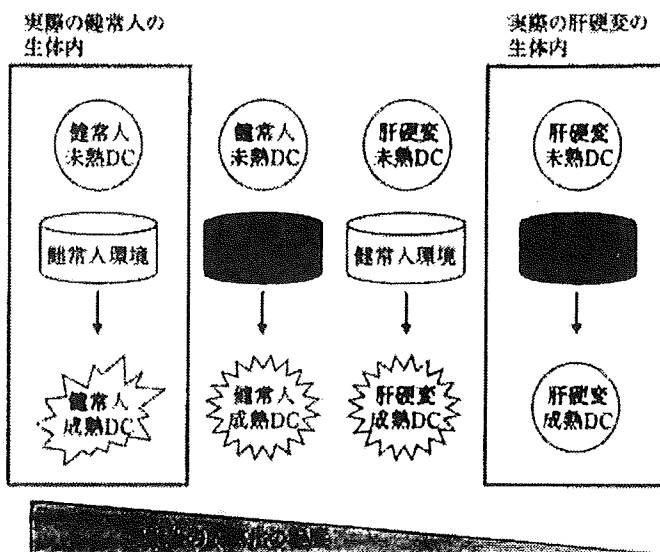 実際の健常人の
生体内
実際の肝硬変の
生体内
健常人
未熟DC
健常人
未熟DC
肝硬変
未熟DC
肝硬変
未熟DC
健常人環境
健常人環境
健常人
成熟DC
健常人
成熟DC
肝硬変
成熟DC
肝硬変
成熟DC